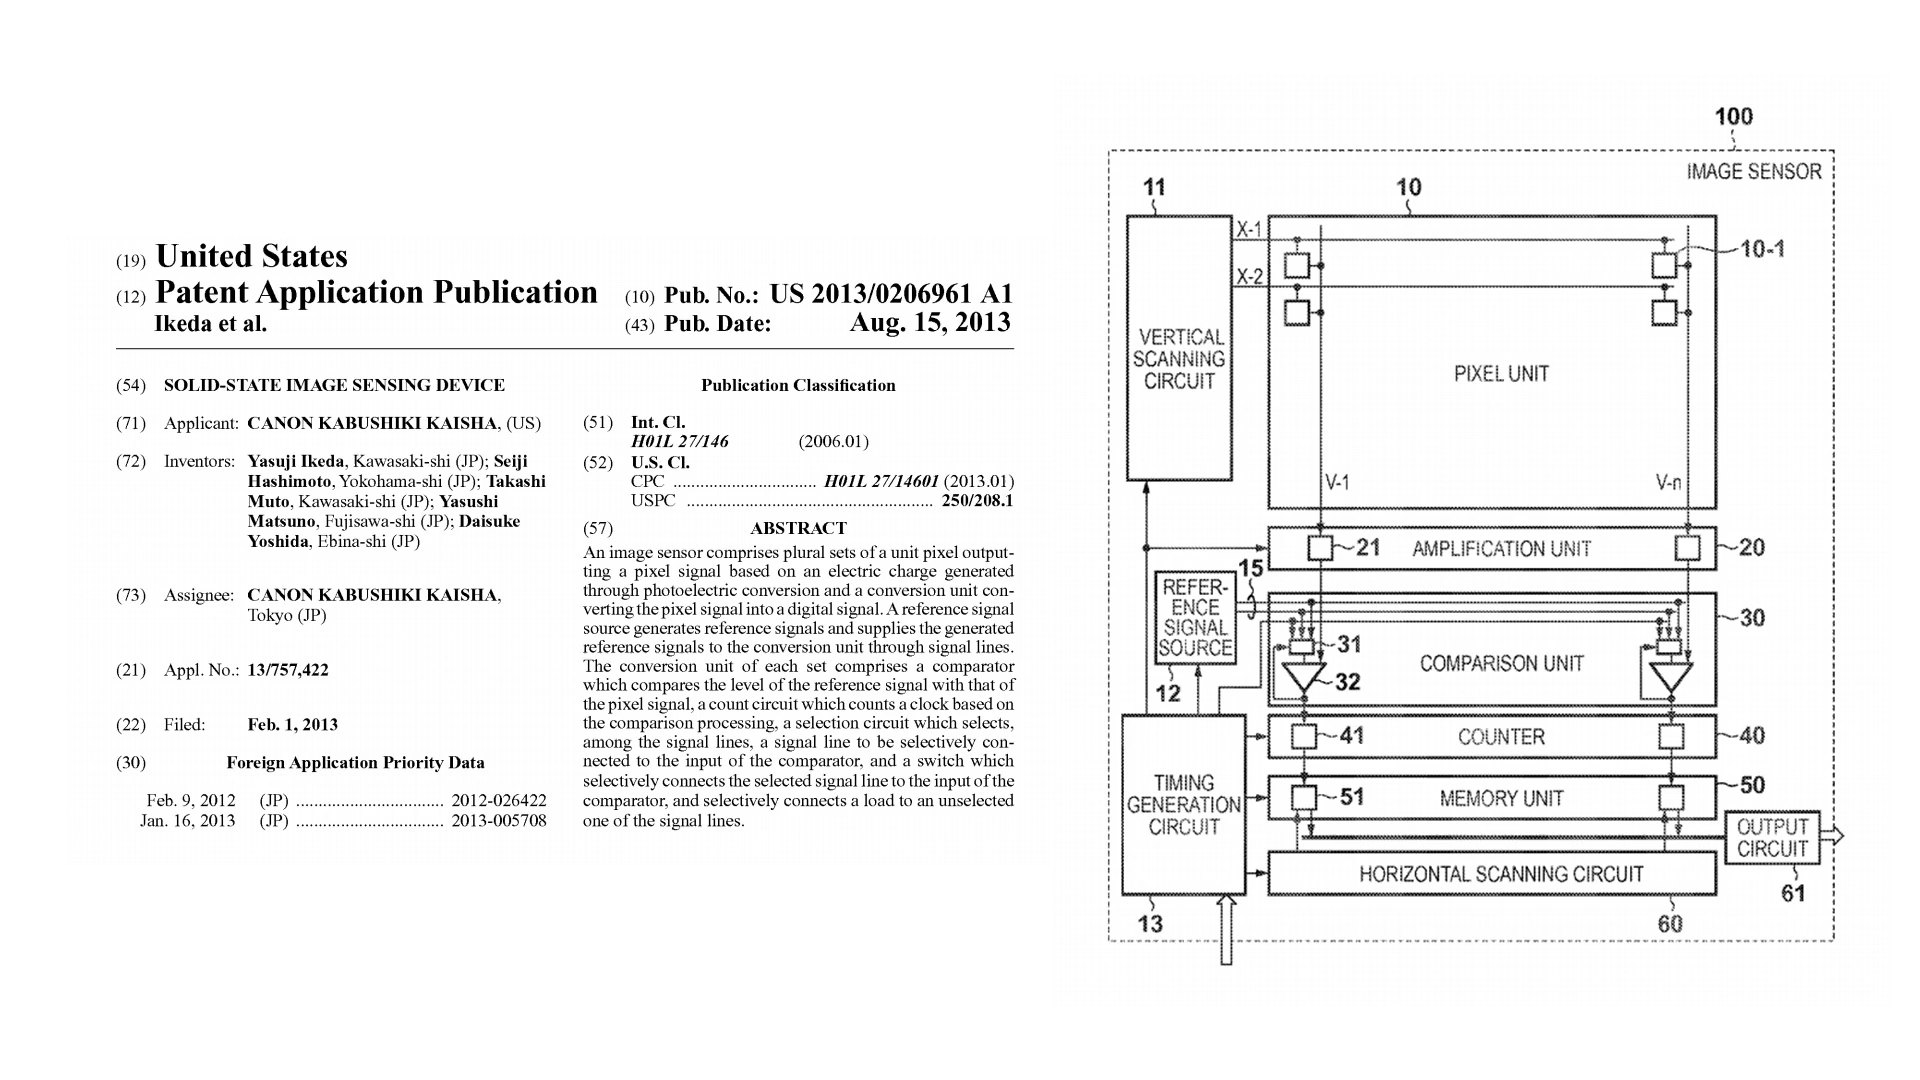 (19) United States
(12) Patent Application Publication
Ikeda et al.
(10) Pub. No.: US 2013/0206961 A1
(43) Pub. Date: Aug. 15, 2013
(54) SOLID-STATE IMAGE SENSING DEVICE
(71) Applicant: CANON KABUSHIKI KAISHA, (US)
(72) Inventors: Yasuji Ikeda, Kawasaki-shi (JP); Seiji
Hashimoto, Yokohama-shi (JP); Takashi
Muto, Kawasaki-shi (JP); Yasushi
Matsuno, Fujisawa-shi (JP); Daisuke
Yoshida, Ebina-shi (JP)
(73) Assignee: CANON KABUSHIKI KAISHA,
Tokyo (JP)
(21) Appl. No.: 13/757,422
(22) Filed: Feb. 1, 2013
(30) Foreign Application Priority Data
Feb. 9, 2012 (JP) ................................ 2012-026422
Jan. 16, 2013 (JP) ................................ 2013-005708
Publication Classification
(51) Int. Cl.
H01L 27/146 (2006.01)
(52) U.S. Cl.
CPC ............................... H01L 27/14601 (2013.01)
USPC ..................................................... 250/208.1
(57) ABSTRACT
An image sensor comprises plural sets of a unit pixel output-
ting a pixel signal based on an electric charge generated
through photoelectric conversion and a conversion unit con-
verting the pixel signal into a digital signal. A reference signal
source generates reference signals and supplies the generated
reference signals to the conversion unit through signal lines.
The conversion unit of each set comprises a comparator
which compares the level of the reference signal with that of
the pixel signal, a count circuit which counts a clock based on
the comparison processing, a selection circuit which selects,
among the signal lines, a signal line to be selectively con-
nected to the input of the comparator, and a switch which
selectively connects the selected signal line to the input of the
comparator, and selectively connects a load to an unselected
one of the signal lines.
100
IMAGE SENSOR
11
10
X-1
10-1
X-2
VERTICAL
SCANNING
CIRCUIT
PIXEL UNIT
V-1
V-n
21
AMPLIFICATION UNIT
20
15
REFER-
ENCE
SIGNAL
SOURCE
12
30
31
COMPARISON UNIT
32
41
COUNTER
40
TIMING
GENERATION
CIRCUIT
13
51
MEMORY UNIT
50
OUTPUT
CIRCUIT
61
HORIZONTAL SCANNING CIRCUIT
60